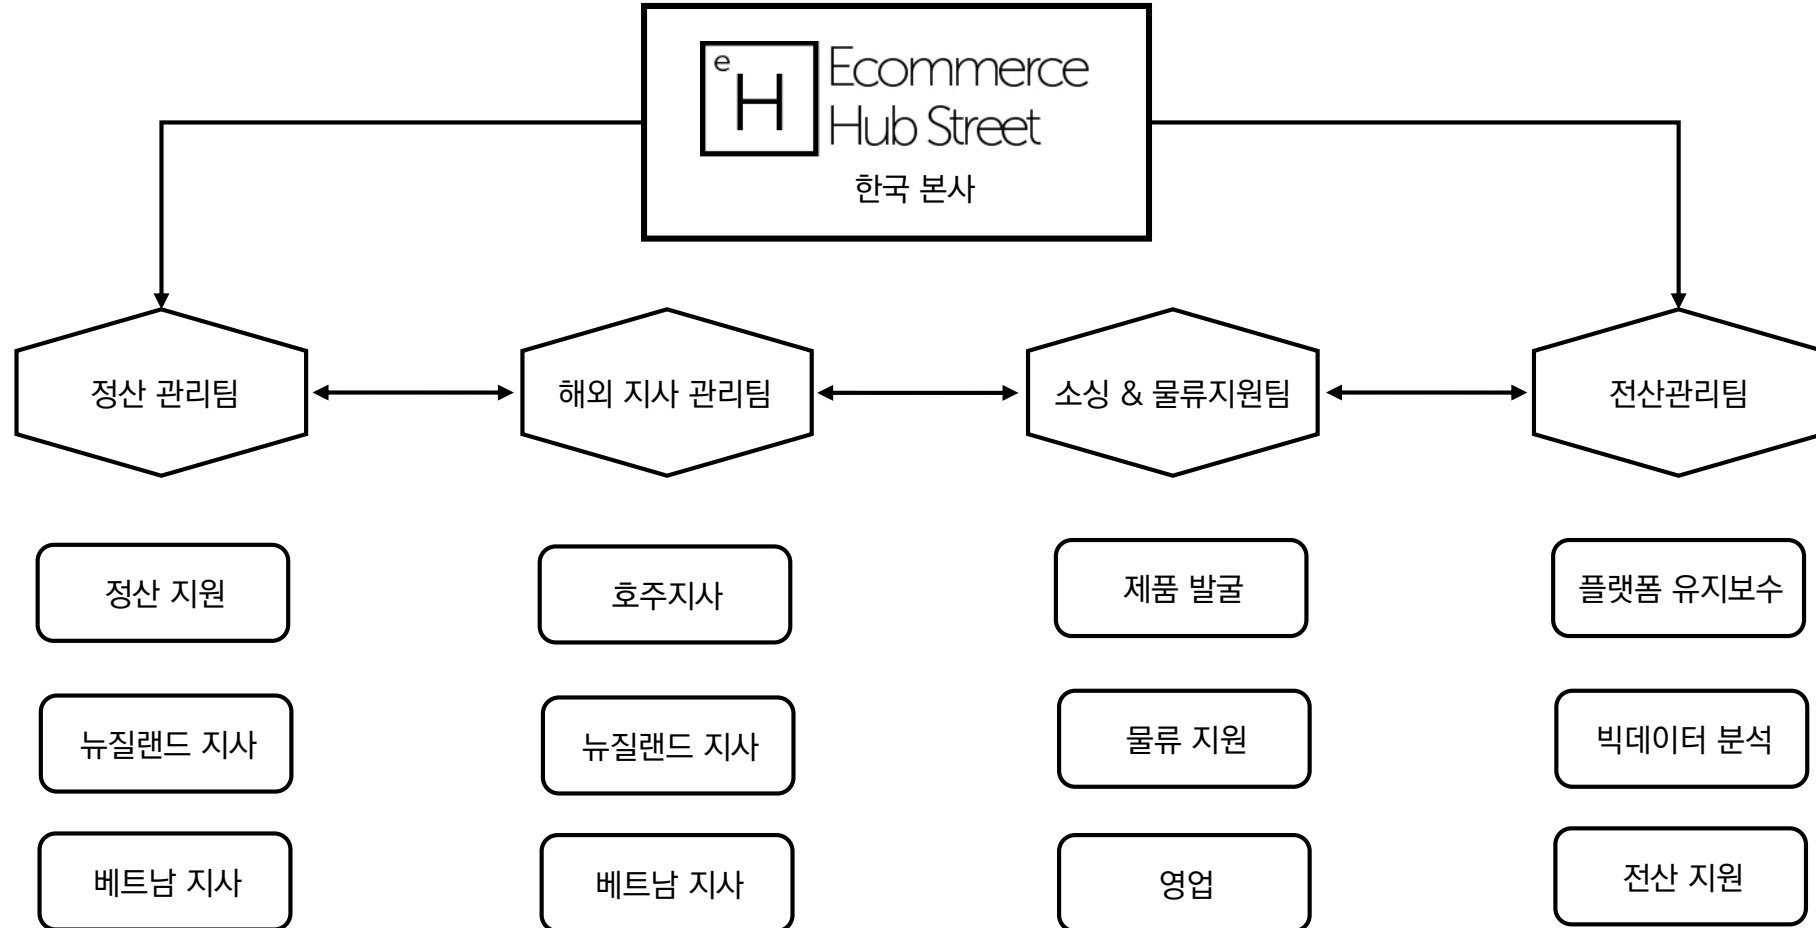 e
H
Ecommerce
Hub Street
한국 본사
정산 관리팀
해외 지사 관리팀
소싱 & 물류지원팀
전산관리팀
정산 지원
호주지사
제품 발굴
플랫폼 유지보수
뉴질랜드 지사
뉴질랜드 지사
물류 지원
빅데이터 분석
베트남 지사
베트남 지사
영업
전산 지원